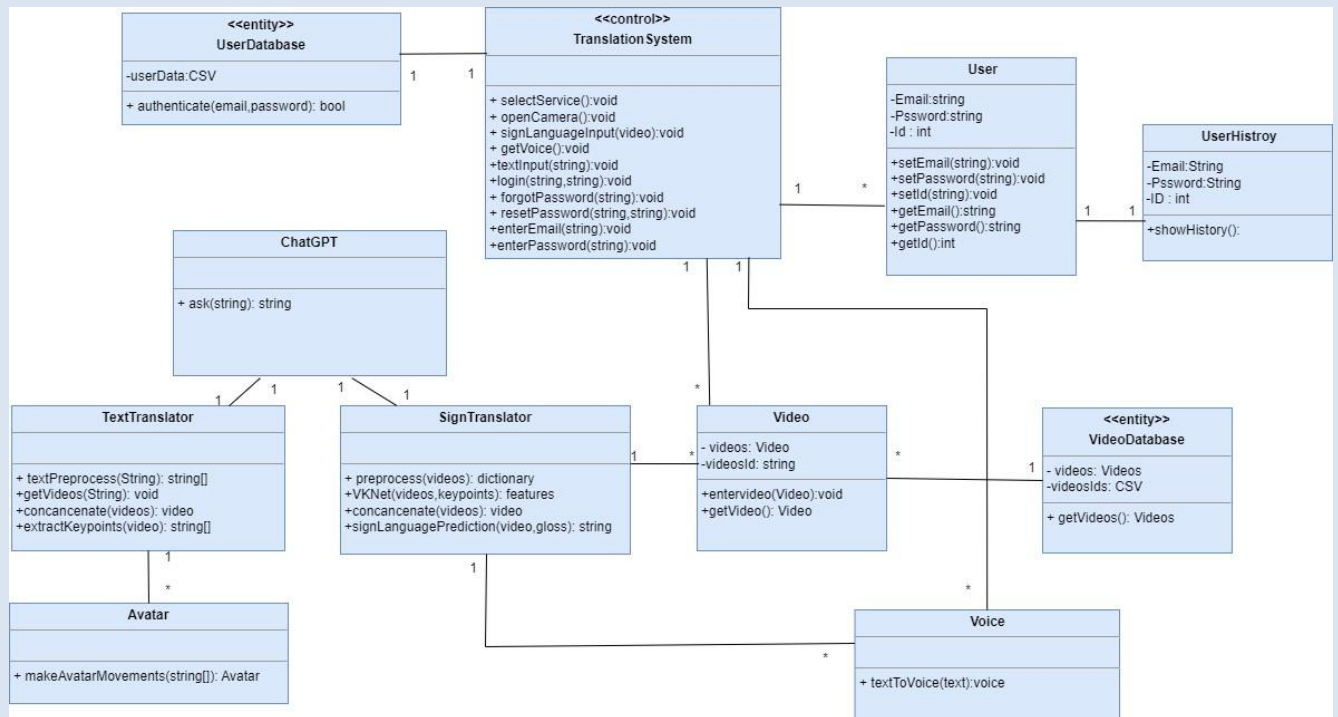 <<entity>>
UserDatabase
-userData:CSV
+ authenticate(email,password): bool
1
1
<<control>>
TranslationSystem
+ selectService():void
+ openCamera():void
+ signLanguageInput(video):void
+ getVoice():void
+textInput(string):void
+login(string,string):void
+ forgotPassword(string):void
+ resetPassword(string,string):void
+enterEmail(string):void
+enterPassword(string):void
1
*
User
-Email:string
-Pssword:string
-Id : int
+setEmail(string):void
+setPassword(string):void
+setId(string):void
+getEmail():string
+getPassword():string
+getId():int
1
1
UserHistroy
-Email:String
-Pssword:String
-ID : int
+showHistory():
1
1
ChatGPT
+ ask(string): string
1
1
1
1
TextTranslator
+ textPreprocess(String): string[]
+getVideos(String): void
+concancenate(videos): video
+extractKeypoints(video): string[]
SignTranslator
+ preprocess(videos): dictionary
+VKNet(videos,keypoints): features
+concancenate(videos): video
+signLanguagePrediction(video,gloss): string
1
*
*
Video
- videos: Video
-videosId: string
+entervideo(Video):void
+getVideo(): Video
*
1
<<entity>>
VideoDatabase
- videos: Videos
-videosIds: CSV
+ getVideos(): Videos
1
*
Avatar
+ makeAvatarMovements(string[]): Avatar
1
*
*
Voice
+ textToVoice(text):voice